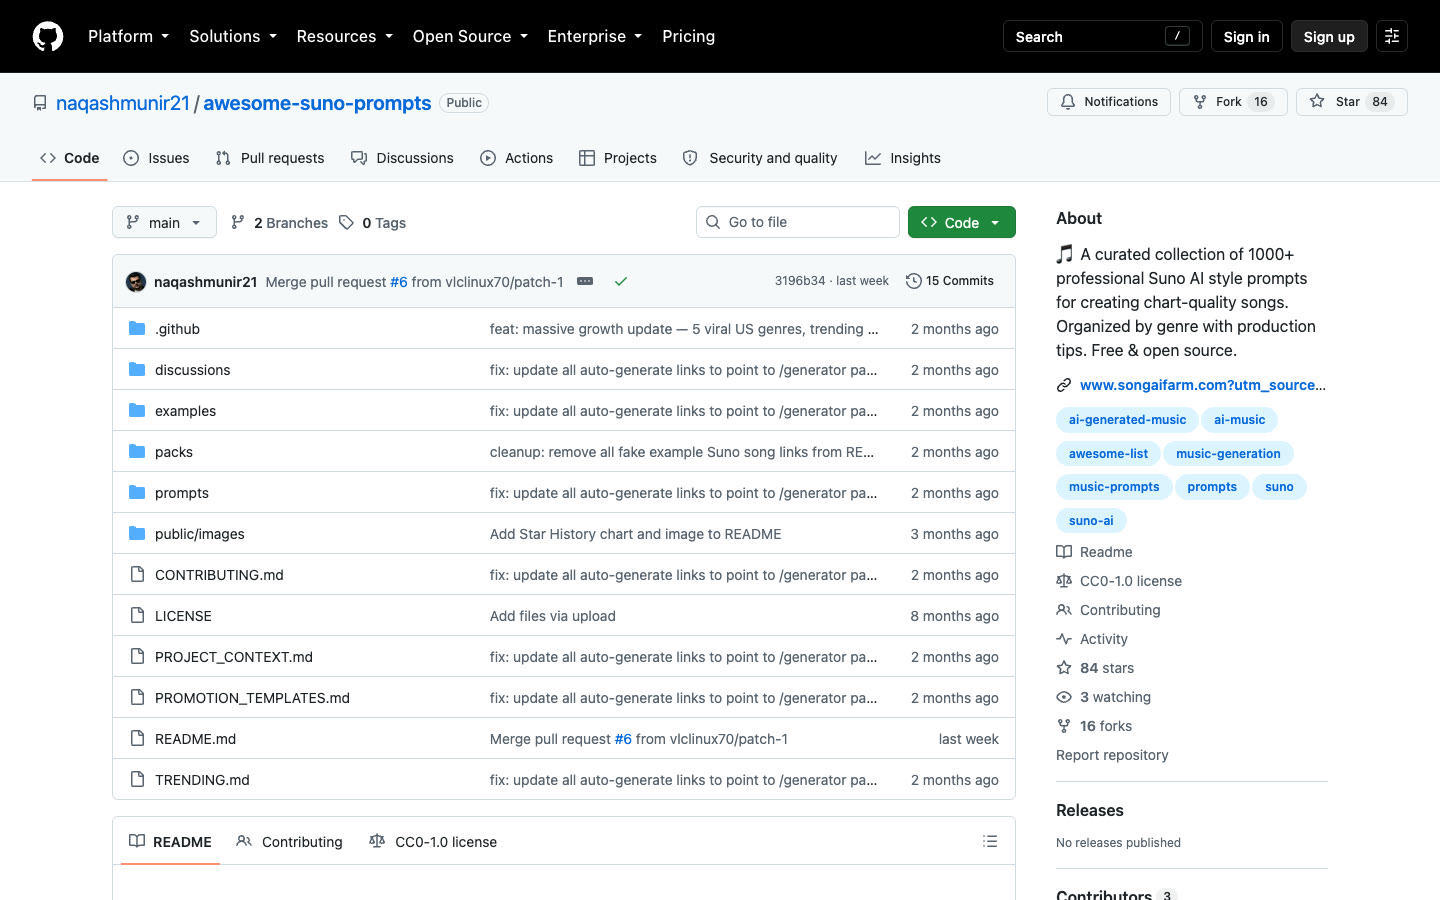 Platform Solutions Resources Open Source Enterprise Pricing Search / Sign in Sign up
naqashmunir21 / awesome-suno-prompts Public Notifications Fork 16 Star 84
Code Issues Pull requests Discussions Actions Projects Security and quality Insights
main 2 Branches 0 Tags Go to file Code
naqashmunir21 Merge pull request #6 from vlclinux70/patch-1 3196b34 · last week 15 Commits
.github feat: massive growth update — 5 viral US genres, trending ... 2 months ago
discussions fix: update all auto-generate links to point to /generator pa... 2 months ago
examples fix: update all auto-generate links to point to /generator pa... 2 months ago
packs cleanup: remove all fake example Suno song links from RE... 2 months ago
prompts fix: update all auto-generate links to point to /generator pa... 2 months ago
public/images Add Star History chart and image to README 3 months ago
CONTRIBUTING.md fix: update all auto-generate links to point to /generator pa... 2 months ago
LICENSE Add files via upload 8 months ago
PROJECT_CONTEXT.md fix: update all auto-generate links to point to /generator pa... 2 months ago
PROMOTION_TEMPLATES.md fix: update all auto-generate links to point to /generator pa... 2 months ago
README.md Merge pull request #6 from vlclinux70/patch-1 last week
TRENDING.md fix: update all auto-generate links to point to /generator pa... 2 months ago
README Contributing CC0-1.0 license
About
🎵 A curated collection of 1000+
professional Suno AI style prompts
for creating chart-quality songs.
Organized by genre with production
tips. Free & open source.
www.songaifarm.com?utm_source...
ai-generated-music ai-music
awesome-list music-generation
music-prompts prompts suno
suno-ai
Readme
CC0-1.0 license
Contributing
Activity
84 stars
3 watching
16 forks
Report repository
Releases
No releases published
Contributors 3